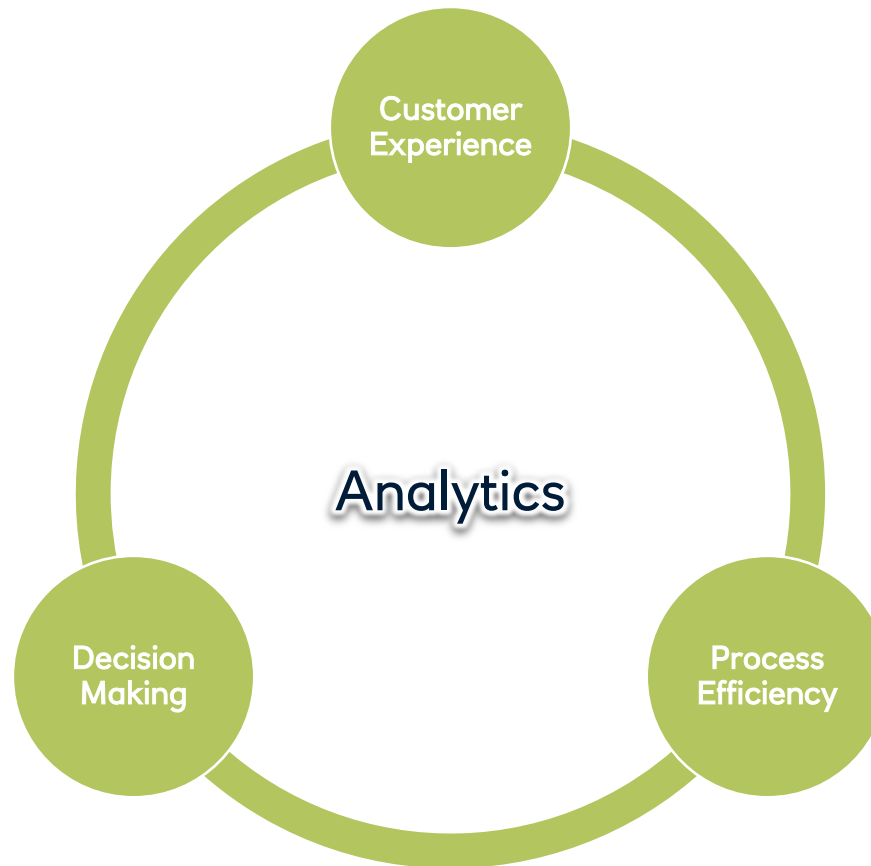 Customer
Experience
Analytics
Decision
Making
Process
Efficiency